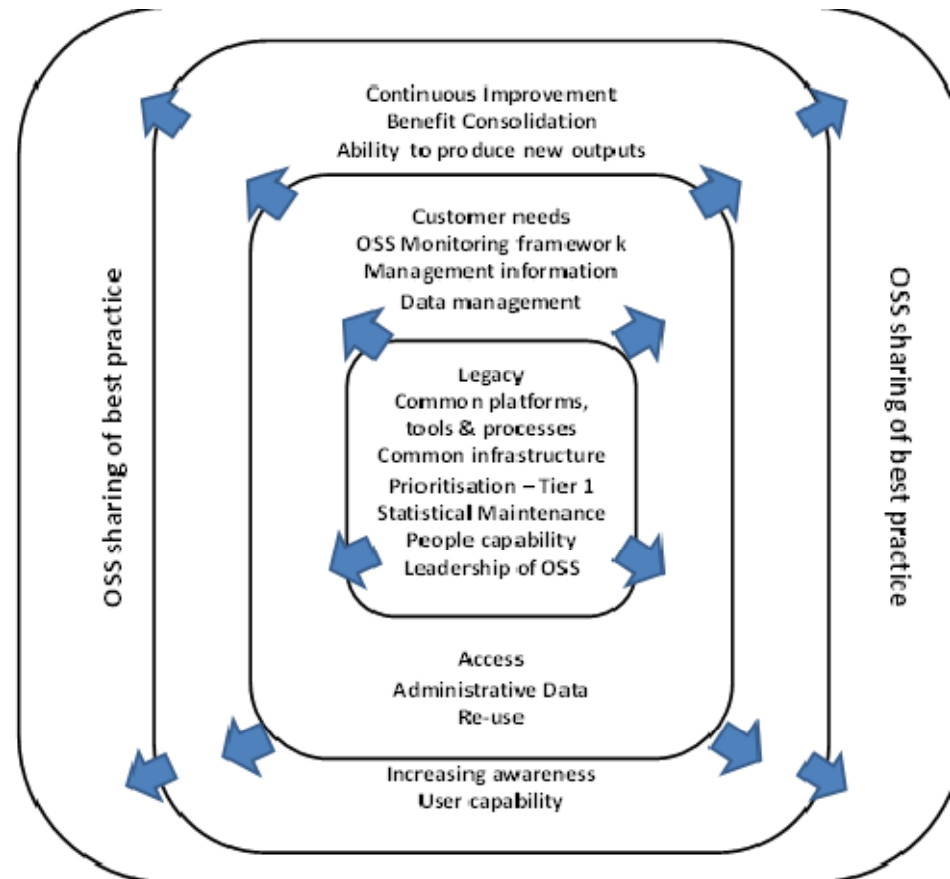 Continuous Improvement
Benefit Consolidation
Ability to produce new outputs
Customer needs
OSS Monitoring framework
Management information
Data management
Legacy
Common platforms,
tools & processes
Common infrastructure
Prioritisation – Tier 1
Statistical Maintenance
People capability
Leadership of OSS
Access
Administrative Data
Re-use
Increasing awareness
User capability
OSS sharing of best practice
OSS sharing of best practice